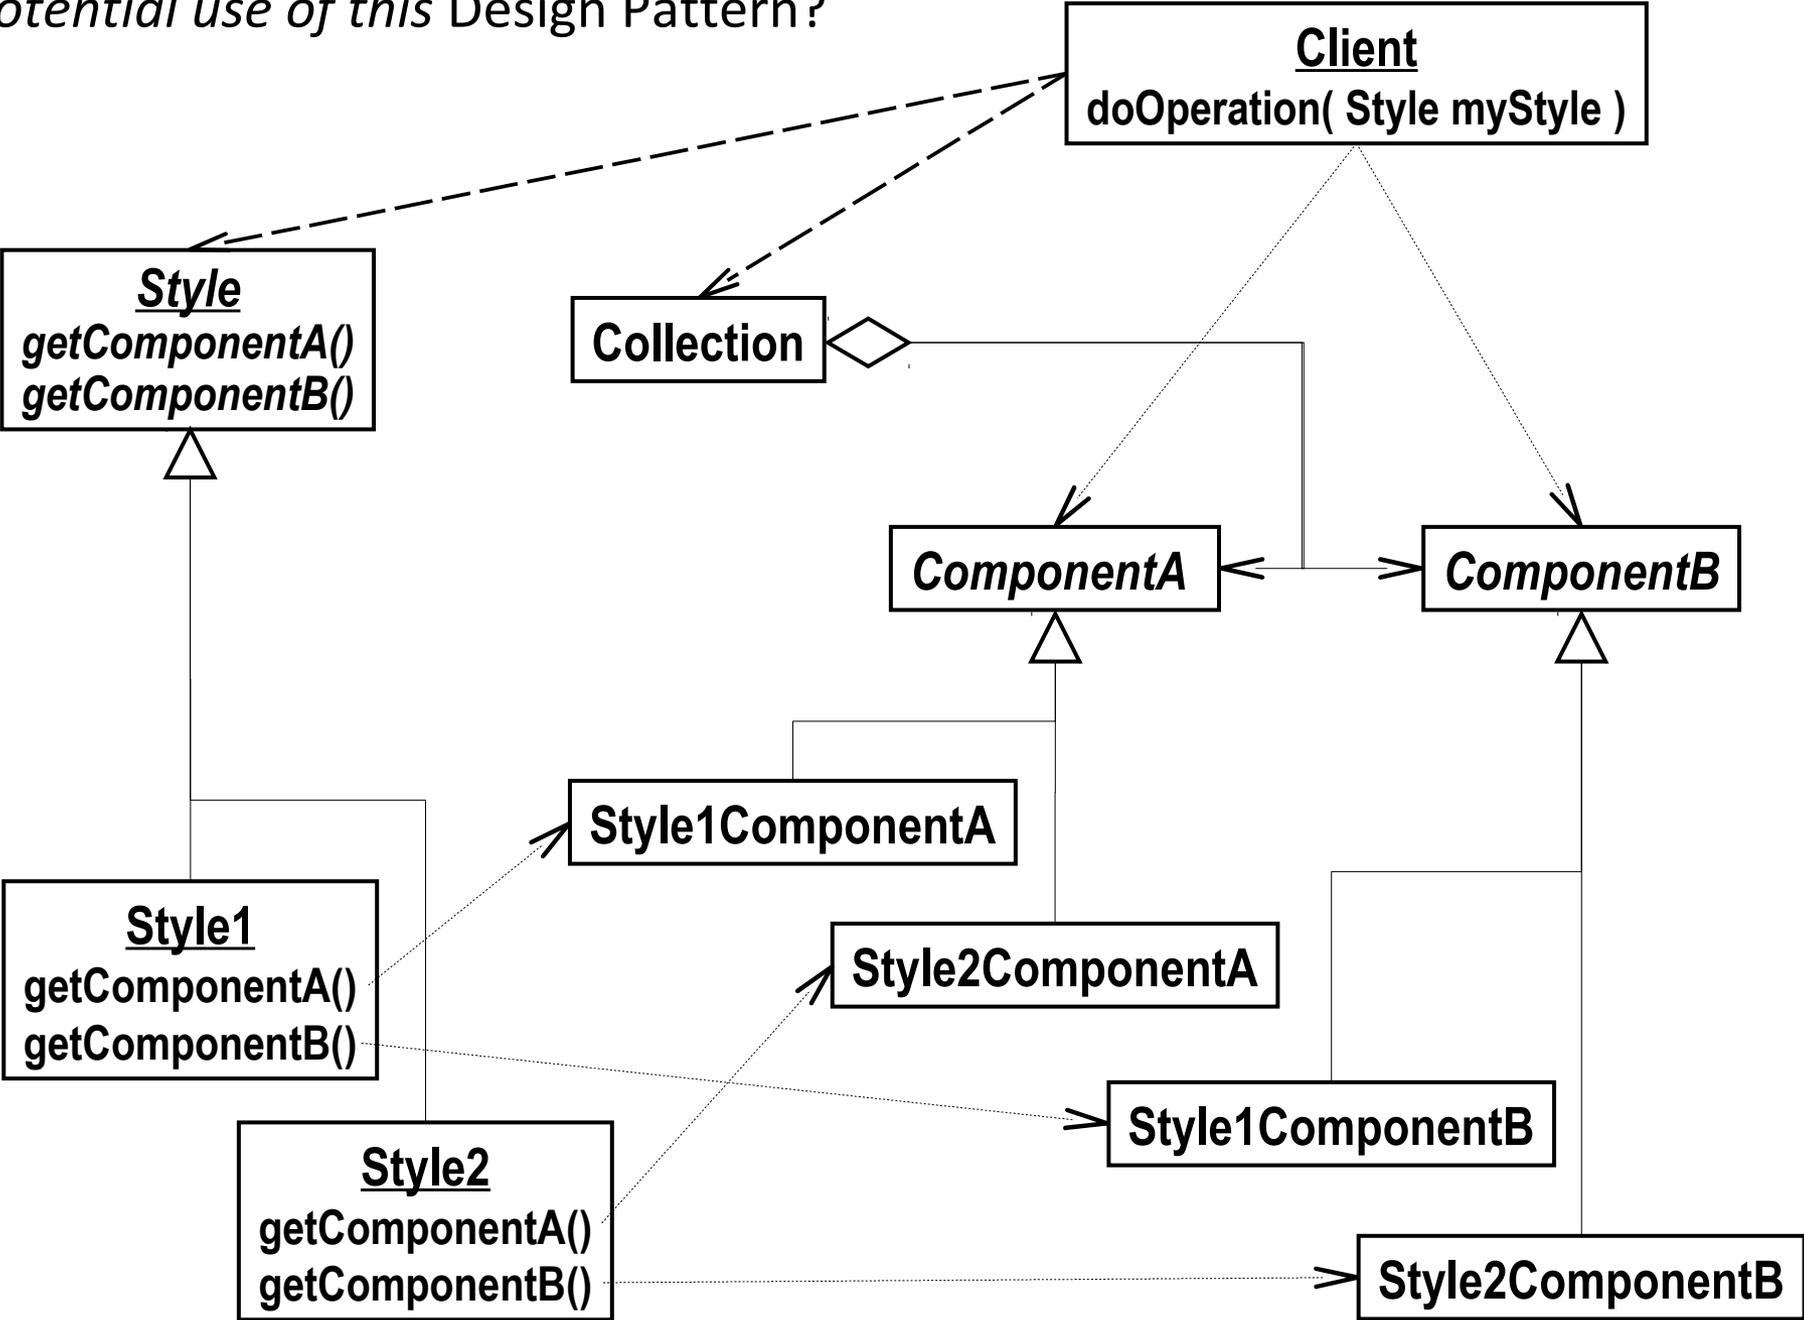 otential use of this Design Pattern?
Client
doOperation( Style myStyle )
Style
getComponentA()
getComponentB()
Collection
ComponentA
ComponentB
Style1ComponentA
Style1
getComponentA()
getComponentB()
Style2ComponentA
Style1ComponentB
Style2
getComponentA()
getComponentB()
Style2ComponentB